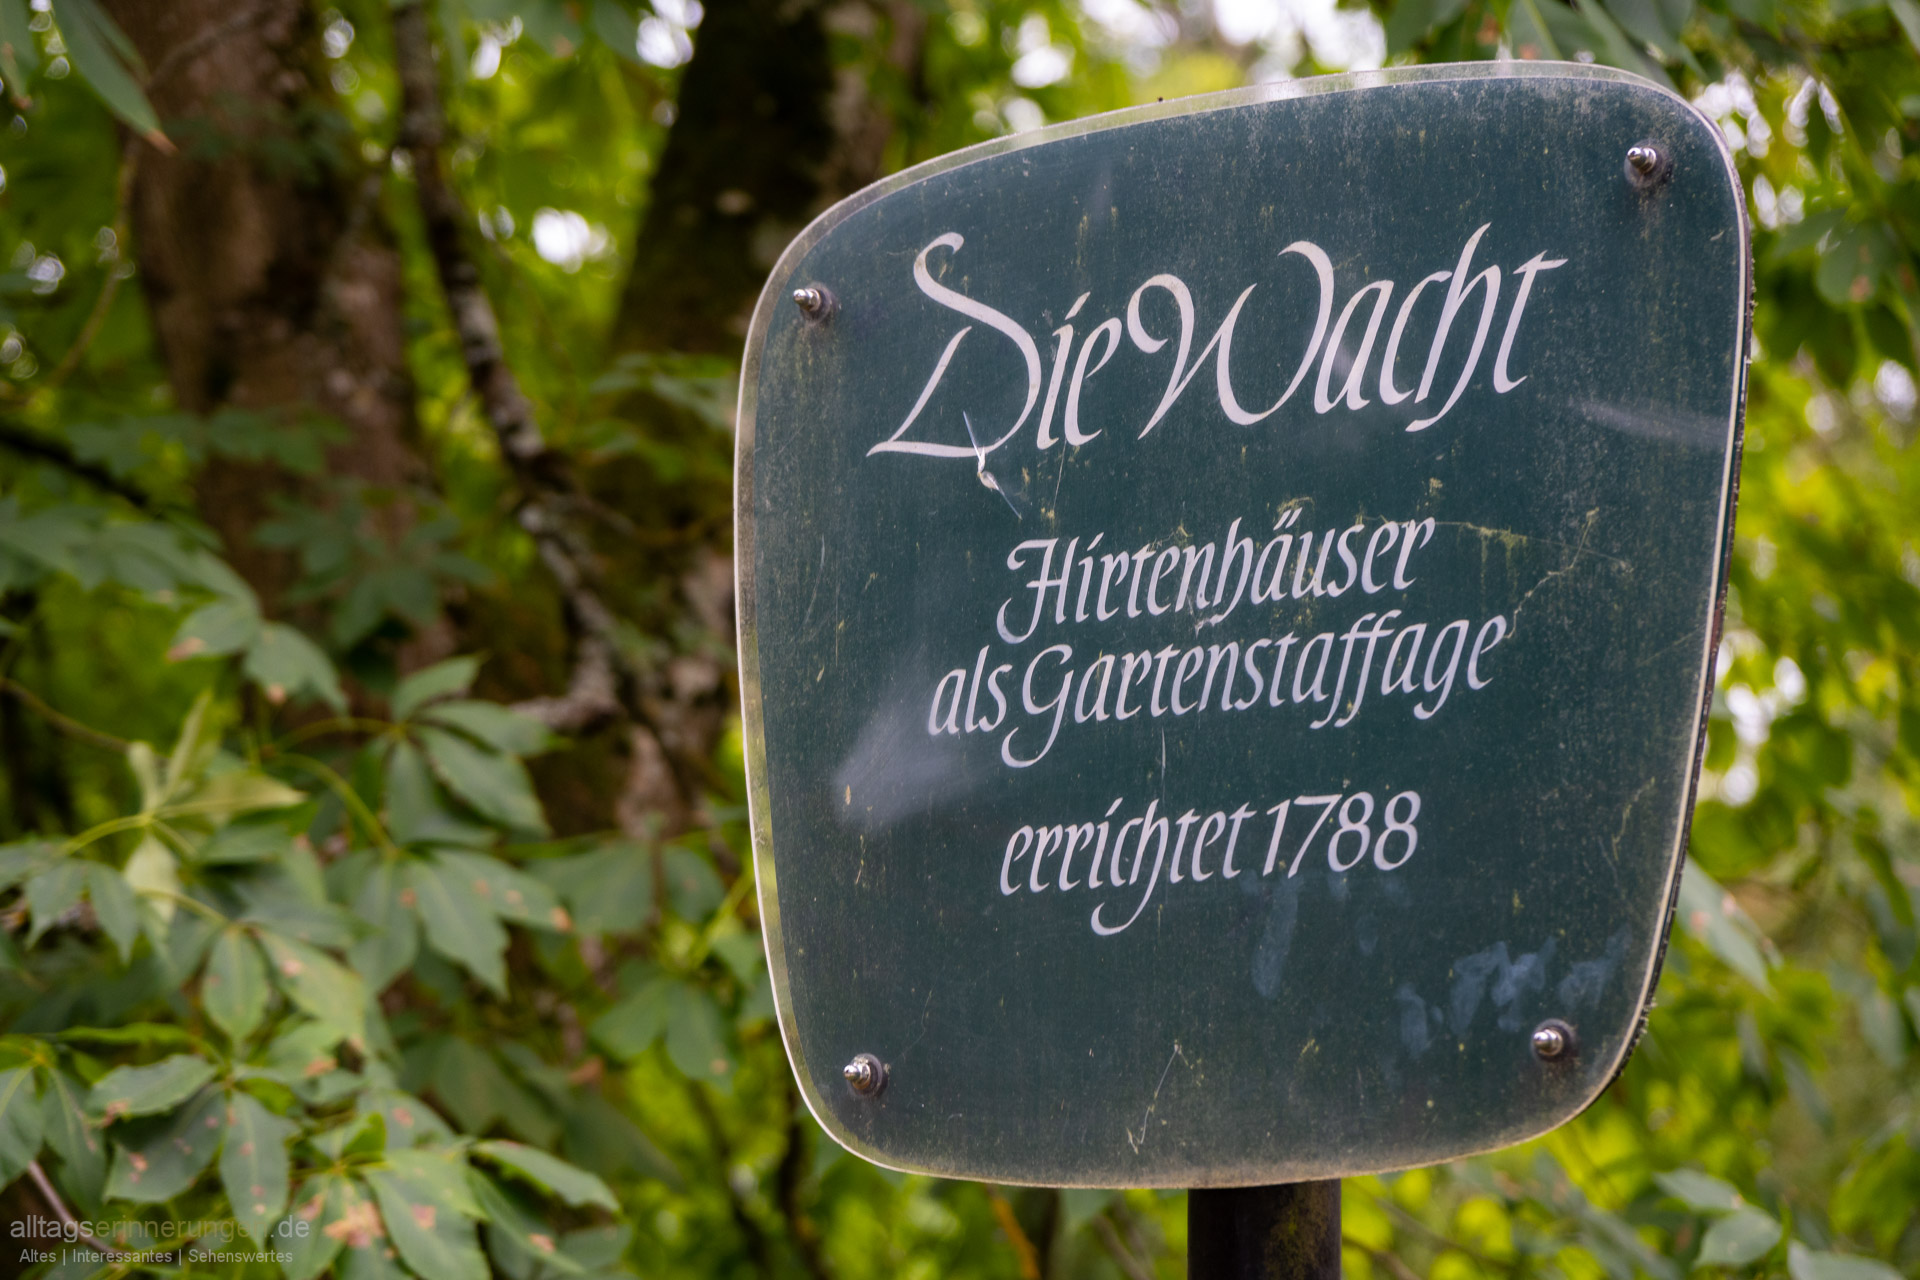 Die Wacht
Hirtenhäuser
als Gartenstaffage
errichtet 1788
alltagserinnerungen.de
Altes | Interessantes | Sehenswertes